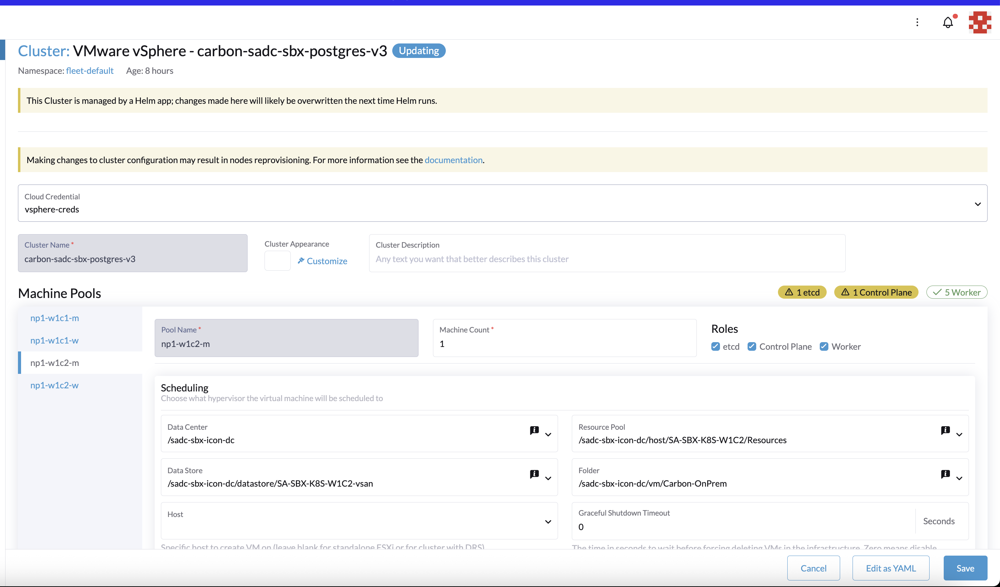 Cluster: VMware vSphere - carbon-sadc-sbx-postgres-v3 Updating
Namespace: fleet-default Age: 8 hours
This Cluster is managed by a Helm app; changes made here will likely be overwritten the next time Helm runs.
Making changes to cluster configuration may result in nodes reprovisioning. For more information see the documentation.
Cloud Credential
vsphere-creds
Cluster Name *
carbon-sadc-sbx-postgres-v3
Cluster Appearance
Customize
Cluster Description
Any text you want that better describes this cluster
Machine Pools
1 etcd
1 Control Plane
5 Worker
np1-w1c1-m
np1-w1c1-w
np1-w1c2-m
np1-w1c2-w
Pool Name *
np1-w1c2-m
Machine Count *
1
Roles
etcd Control Plane Worker
Scheduling
Choose what hypervisor the virtual machine will be scheduled to
Data Center
/sadc-sbx-icon-dc
Resource Pool
/sadc-sbx-icon-dc/host/SA-SBX-K8S-W1C2/Resources
Data Store
/sadc-sbx-icon-dc/datastore/SA-SBX-K8S-W1C2-vsan
Folder
/sadc-sbx-icon-dc/vm/Carbon-OnPrem
Host
Graceful Shutdown Timeout
0
Seconds
Specific host to create VM on (leave blank for standalone ESXi or for cluster with DRS)
The time in seconds to wait before forcing deleting VMs in the infrastructure. Zero means disable
Cancel
Edit as YAML
Save